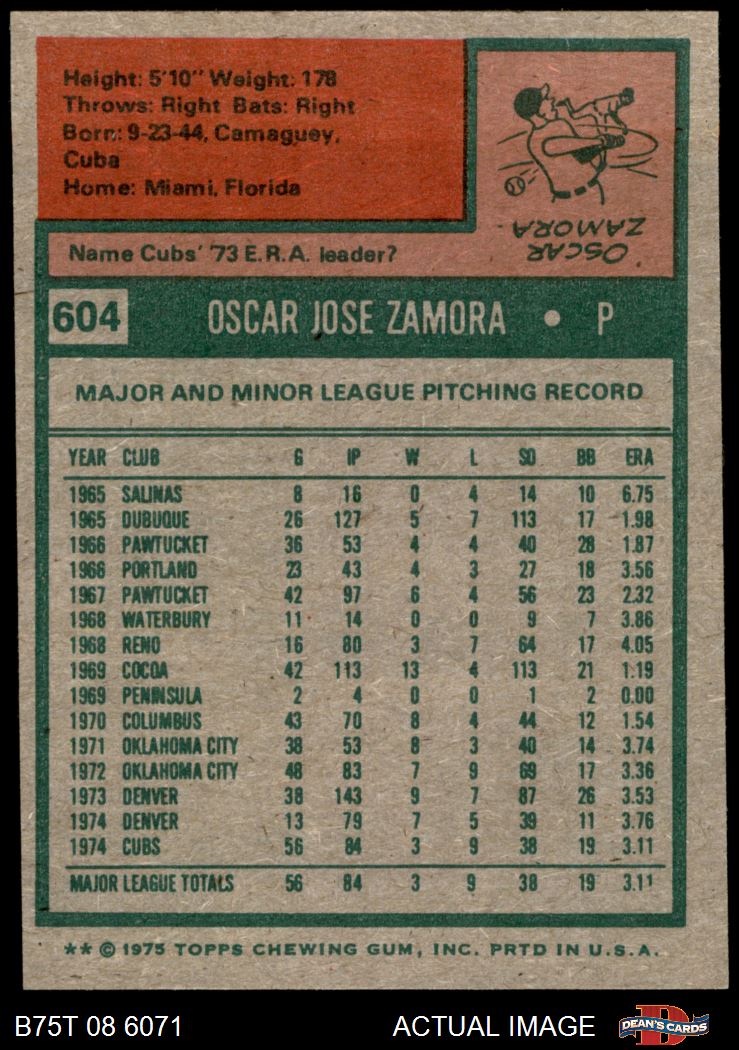 Height: 5'10" Weight: 178
Throws: Right Bats: Right
Born: 9-23-44, Camaguey,
Cuba
Home: Miami, Florida
Name Cubs' '73 E.R.A. leader?
OSCAR
ZAMORA
604 OSCAR JOSE ZAMORA • P
MAJOR AND MINOR LEAGUE PITCHING RECORD
YEAR CLUB G IP W L SO BB ERA
1965 SALINAS 8 16 0 4 14 10 6.75
1965 DUBUQUE 26 127 5 7 113 17 1.98
1966 PAWTUCKET 36 53 4 4 40 28 1.87
1966 PORTLAND 23 43 4 3 27 18 3.56
1967 PAWTUCKET 42 97 6 4 56 23 2.32
1968 WATERBURY 11 14 0 0 9 7 3.86
1968 RENO 16 80 3 7 64 17 4.05
1969 COCOA 42 113 13 4 113 21 1.19
1969 PENINSULA 2 4 0 0 1 2 0.00
1970 COLUMBUS 43 70 8 4 44 12 1.54
1971 OKLAHOMA CITY 38 53 8 3 40 14 3.74
1972 OKLAHOMA CITY 48 83 7 9 69 17 3.36
1973 DENVER 38 143 9 7 87 26 3.53
1974 DENVER 13 79 7 5 39 11 3.76
1974 CUBS 56 84 3 9 38 19 3.11
MAJOR LEAGUE TOTALS 56 84 3 9 38 19 3.11
** © 1975 TOPPS CHEWING GUM, INC. PRTD IN U.S.A.
B75T 08 6071 ACTUAL IMAGE DEAN'S CARDS